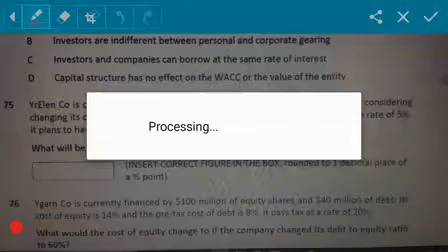 B Investors are indifferent between personal and corporate gearing
C Investors and companies can borrow at the same rate of interest
D Capital structure has no effect on the WACC or the value of the entity
75 YrElen Co is c considering
changing its c rate of 5%
it plans to hav
What will be
Processing...
(INSERT CORRECT FIGURE IN THE BOX, rounded to 1 decimal place of
a % point)
76 Ygarn Co is currently financed by $100 million of equity shares and $40 million of debt. Its
cost of equity is 14% and the pre-tax cost of debt is 8%. It pays tax at a rate of 20%.
What would the cost of equity change to if the company changed its debt to equity ratio
to 60%?